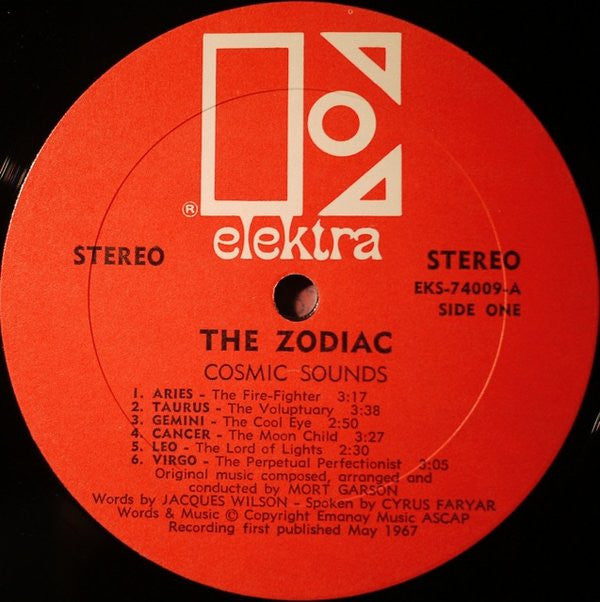 ®
elektra
STEREO
STEREO
EKS-74009-A
SIDE ONE
THE ZODIAC
COSMIC SOUNDS
1. ARIES - The Fire-Fighter 3:17
2. TAURUS - The Voluptuary 3:38
3. GEMINI - The Cool Eye 2:50
4. CANCER - The Moon Child 3:27
5. LEO - The Lord of Lights 2:30
6. VIRGO - The Perpetual Perfectionist 3:05
Original music composed, arranged and
conducted by MORT GARSON
Words by JACQUES WILSON - Spoken by CYRUS FARYAR
Words & Music © Copyright Emanay Music ASCAP
Recording first published May 1967